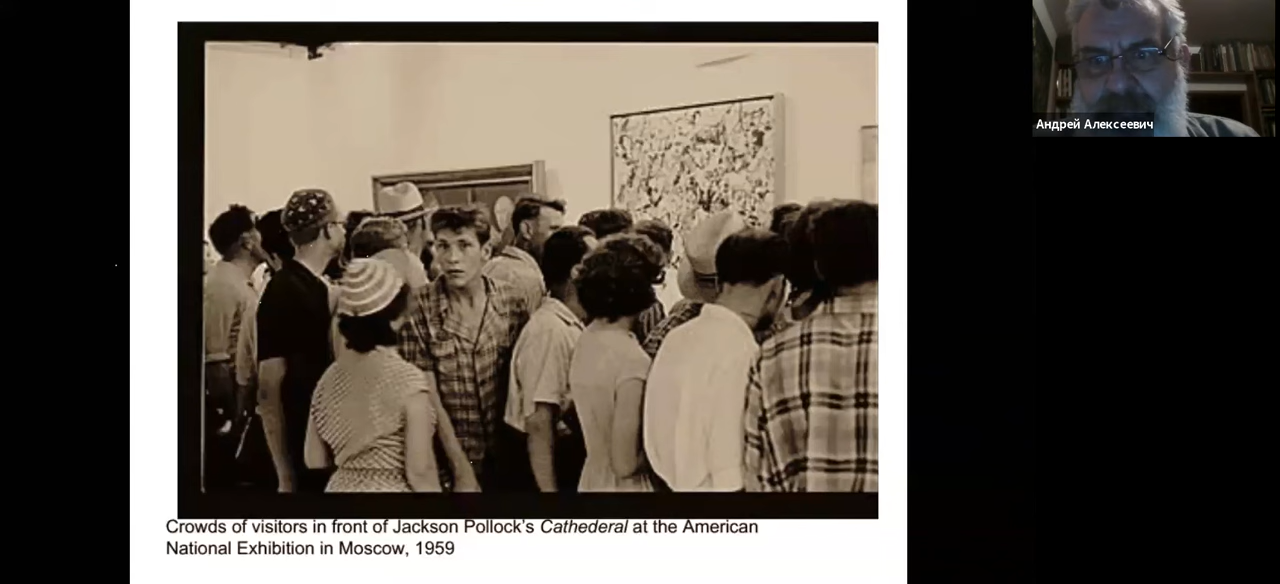 Андрей Алексеевич
Crowds of visitors in front of Jackson Pollock's Cathederal at the American
National Exhibition in Moscow, 1959